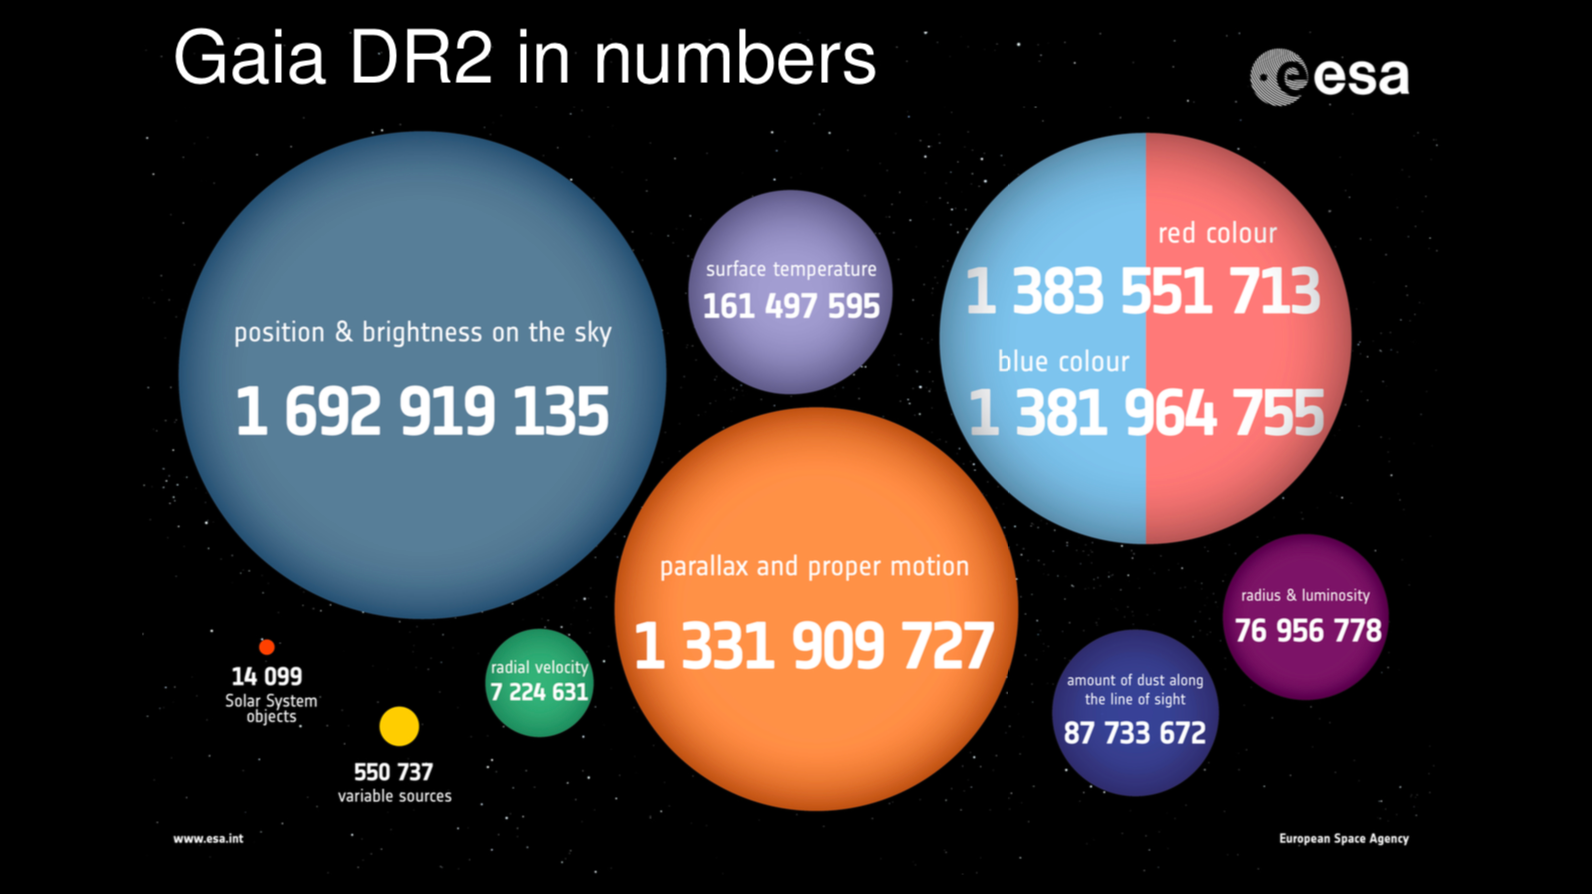 Gaia DR2 in numbers
esa
position & brightness on the sky
1 692 919 135
surface temperature
161 497 595
red colour
1 383 551 713
blue colour
1 381 964 755
parallax and proper motion
1 331 909 727
radius & luminosity
76 956 778
amount of dust along
the line of sight
87 733 672
radial velocity
7 224 631
14 099
Solar System
objects
550 737
variable sources
www.esa.int
European Space Agency